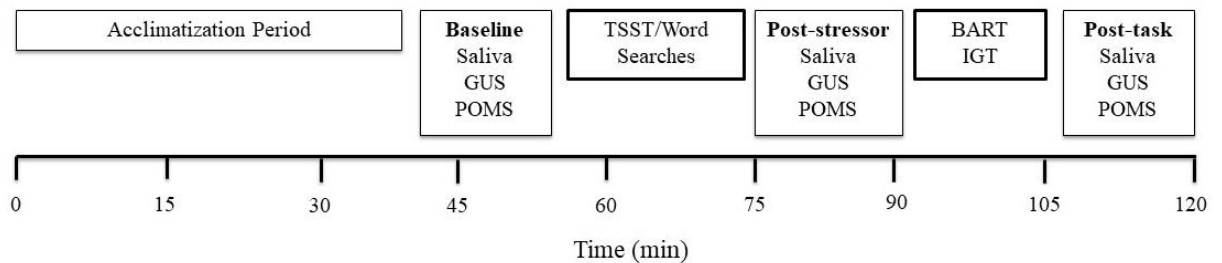 Acclimatization Period
Baseline
Saliva
GUS
POMS
TSST/Word
Searches
Post-stressor
Saliva
GUS
POMS
BART
IGT
Post-task
Saliva
GUS
POMS
0 15 30 45 60 75 90 105 120
Time (min)